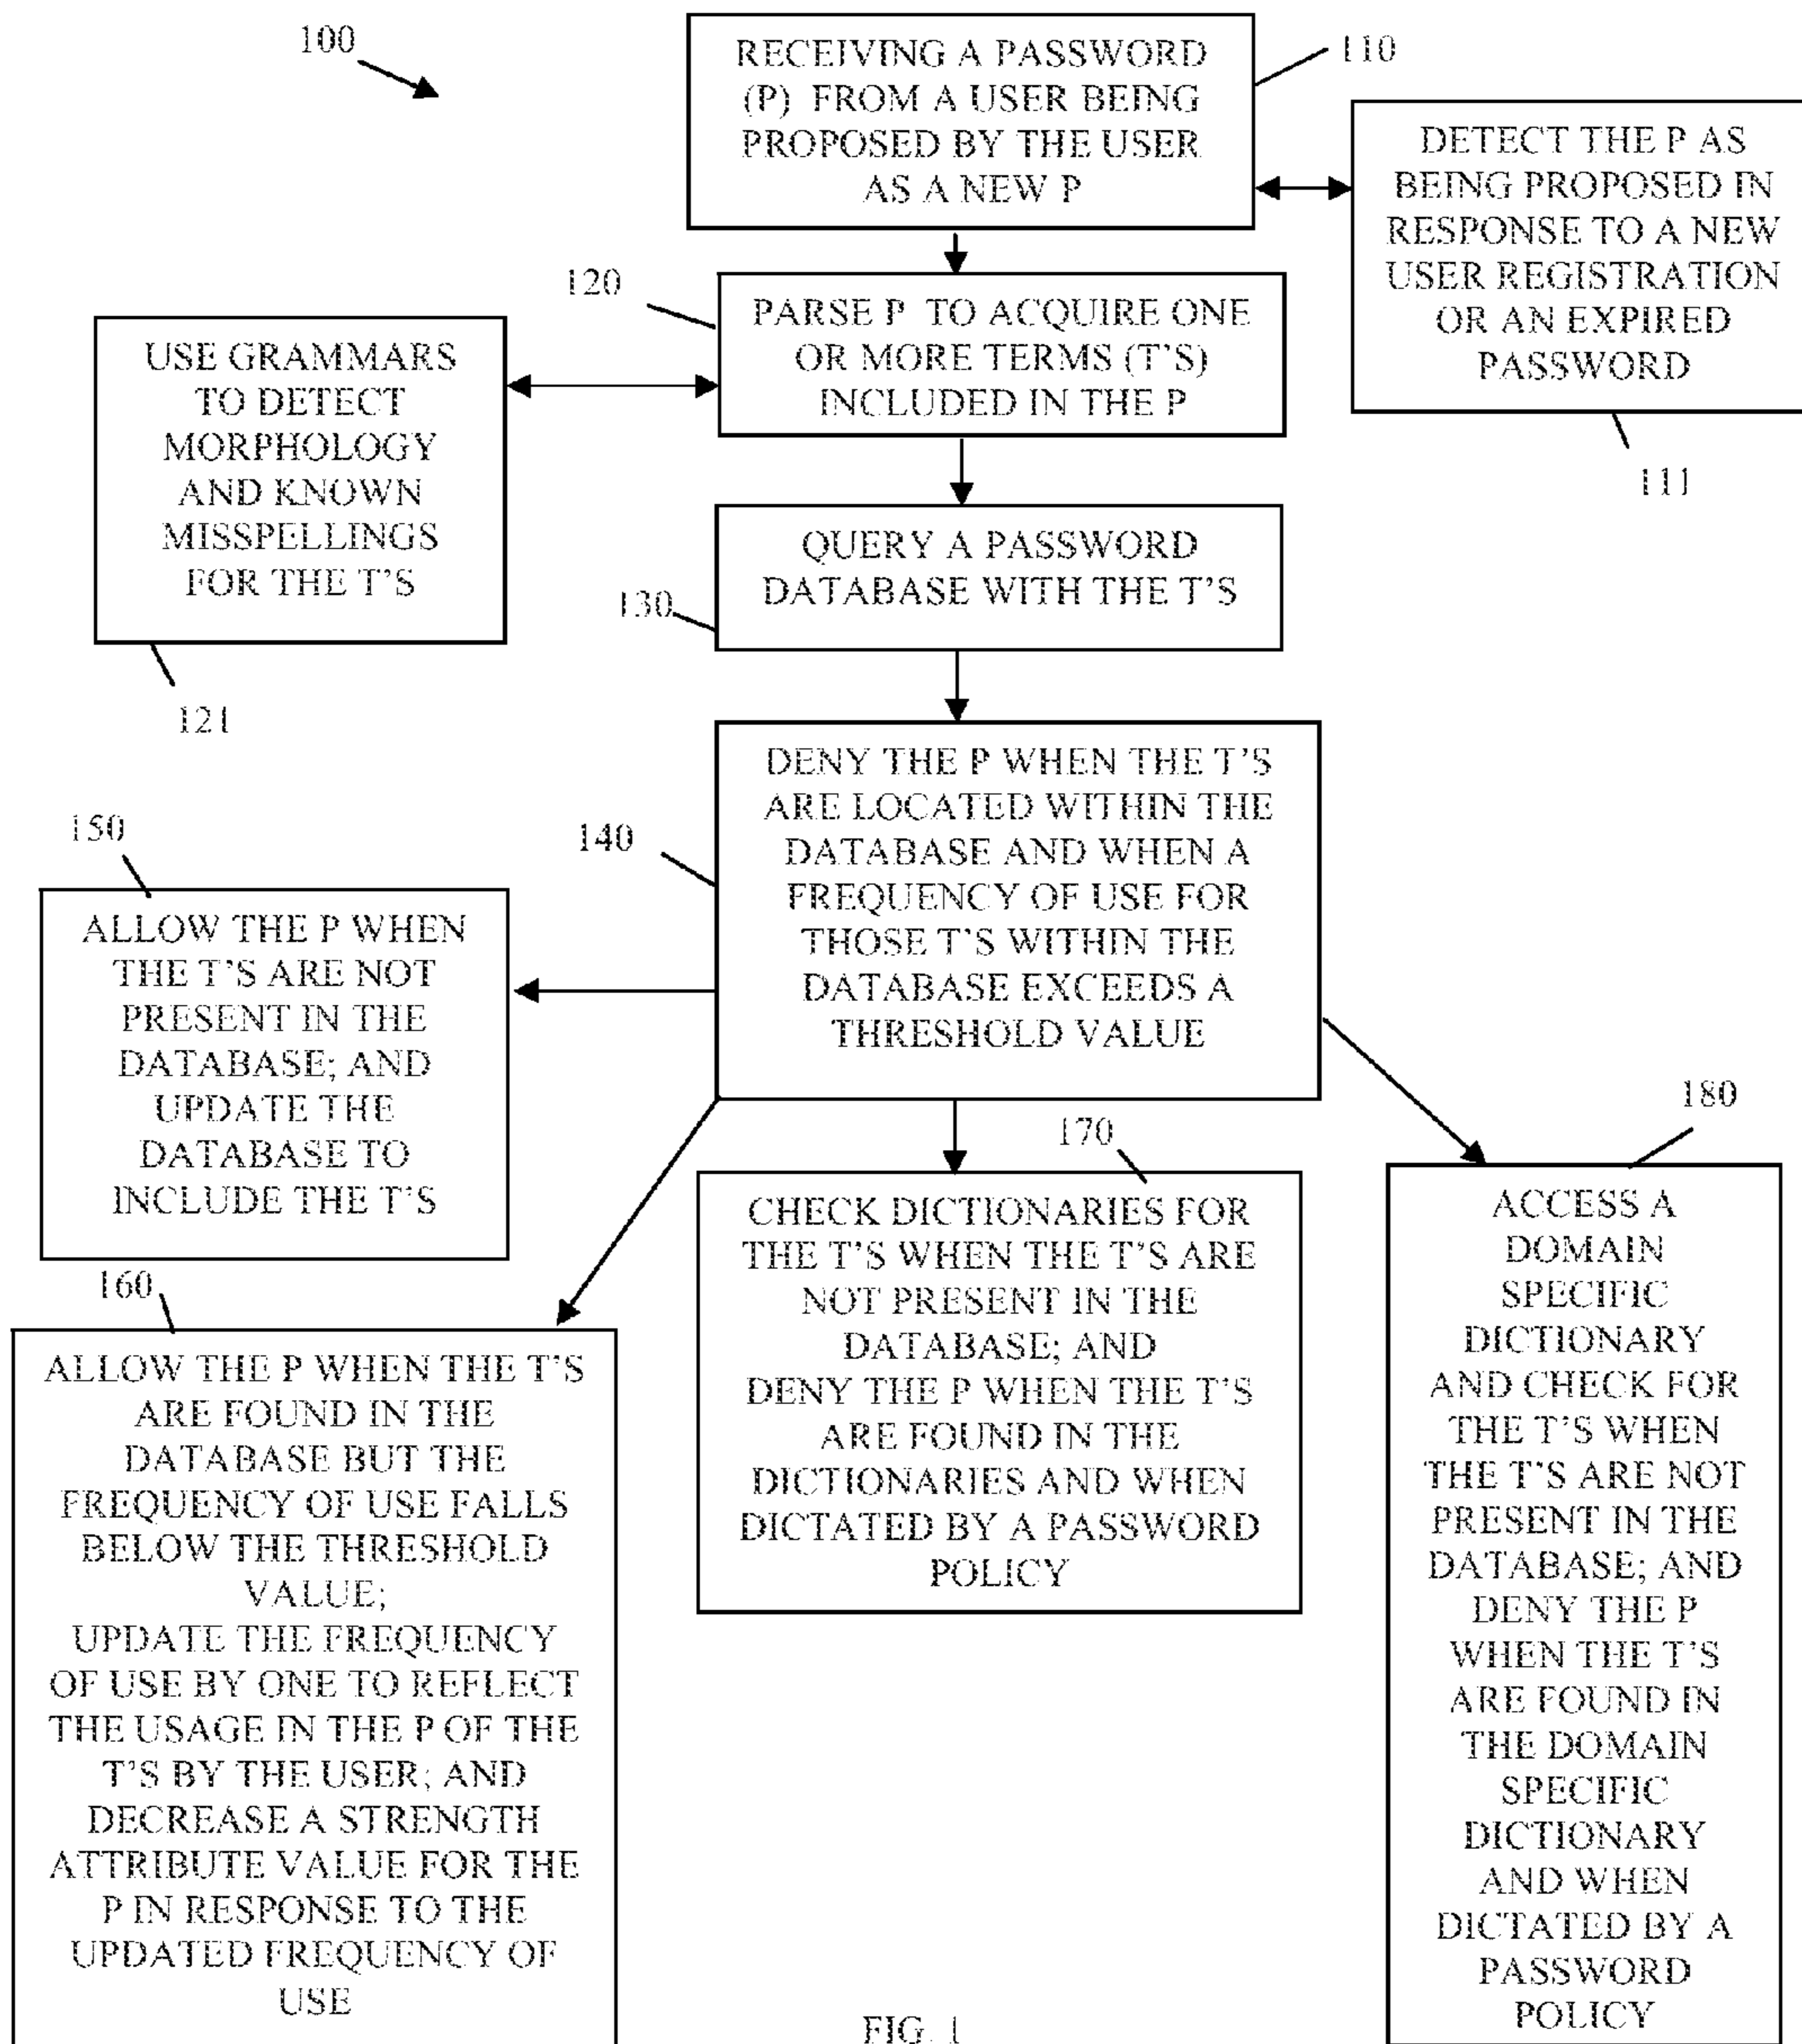 100
RECEIVING A PASSWORD
(P) FROM A USER BEING
PROPOSED BY THE USER
AS A NEW P
110
DETECT THE P AS
BEING PROPOSED IN
RESPONSE TO A NEW
USER REGISTRATION
OR AN EXPIRED
PASSWORD
111
120
PARSE P TO ACQUIRE ONE
OR MORE TERMS (T'S)
INCLUDED IN THE P
USE GRAMMARS
TO DETECT
MORPHOLOGY
AND KNOWN
MISSPELLINGS
FOR THE T'S
121
QUERY A PASSWORD
DATABASE WITH THE T'S
130
DENY THE P WHEN THE T'S
ARE LOCATED WITHIN THE
DATABASE AND WHEN A
FREQUENCY OF USE FOR
THOSE T'S WITHIN THE
DATABASE EXCEEDS A
THRESHOLD VALUE
140
150
ALLOW THE P WHEN
THE T'S ARE NOT
PRESENT IN THE
DATABASE; AND
UPDATE THE
DATABASE TO
INCLUDE THE T'S
160
ALLOW THE P WHEN THE T'S
ARE FOUND IN THE
DATABASE BUT THE
FREQUENCY OF USE FALLS
BELOW THE THRESHOLD
VALUE;
UPDATE THE FREQUENCY
OF USE BY ONE TO REFLECT
THE USAGE IN THE P OF THE
T'S BY THE USER; AND
DECREASE A STRENGTH
ATTRIBUTE VALUE FOR THE
P IN RESPONSE TO THE
UPDATED FREQUENCY OF
USE
170
CHECK DICTIONARIES FOR
THE T'S WHEN THE T'S ARE
NOT PRESENT IN THE
DATABASE; AND
DENY THE P WHEN THE T'S
ARE FOUND IN THE
DICTIONARIES AND WHEN
DICTATED BY A PASSWORD
POLICY
180
ACCESS A
DOMAIN
SPECIFIC
DICTIONARY
AND CHECK FOR
THE T'S WHEN
THE T'S ARE NOT
PRESENT IN THE
DATABASE; AND
DENY THE P
WHEN THE T'S
ARE FOUND IN
THE DOMAIN
SPECIFIC
DICTIONARY
AND WHEN
DICTATED BY A
PASSWORD
POLICY
FIG. 1